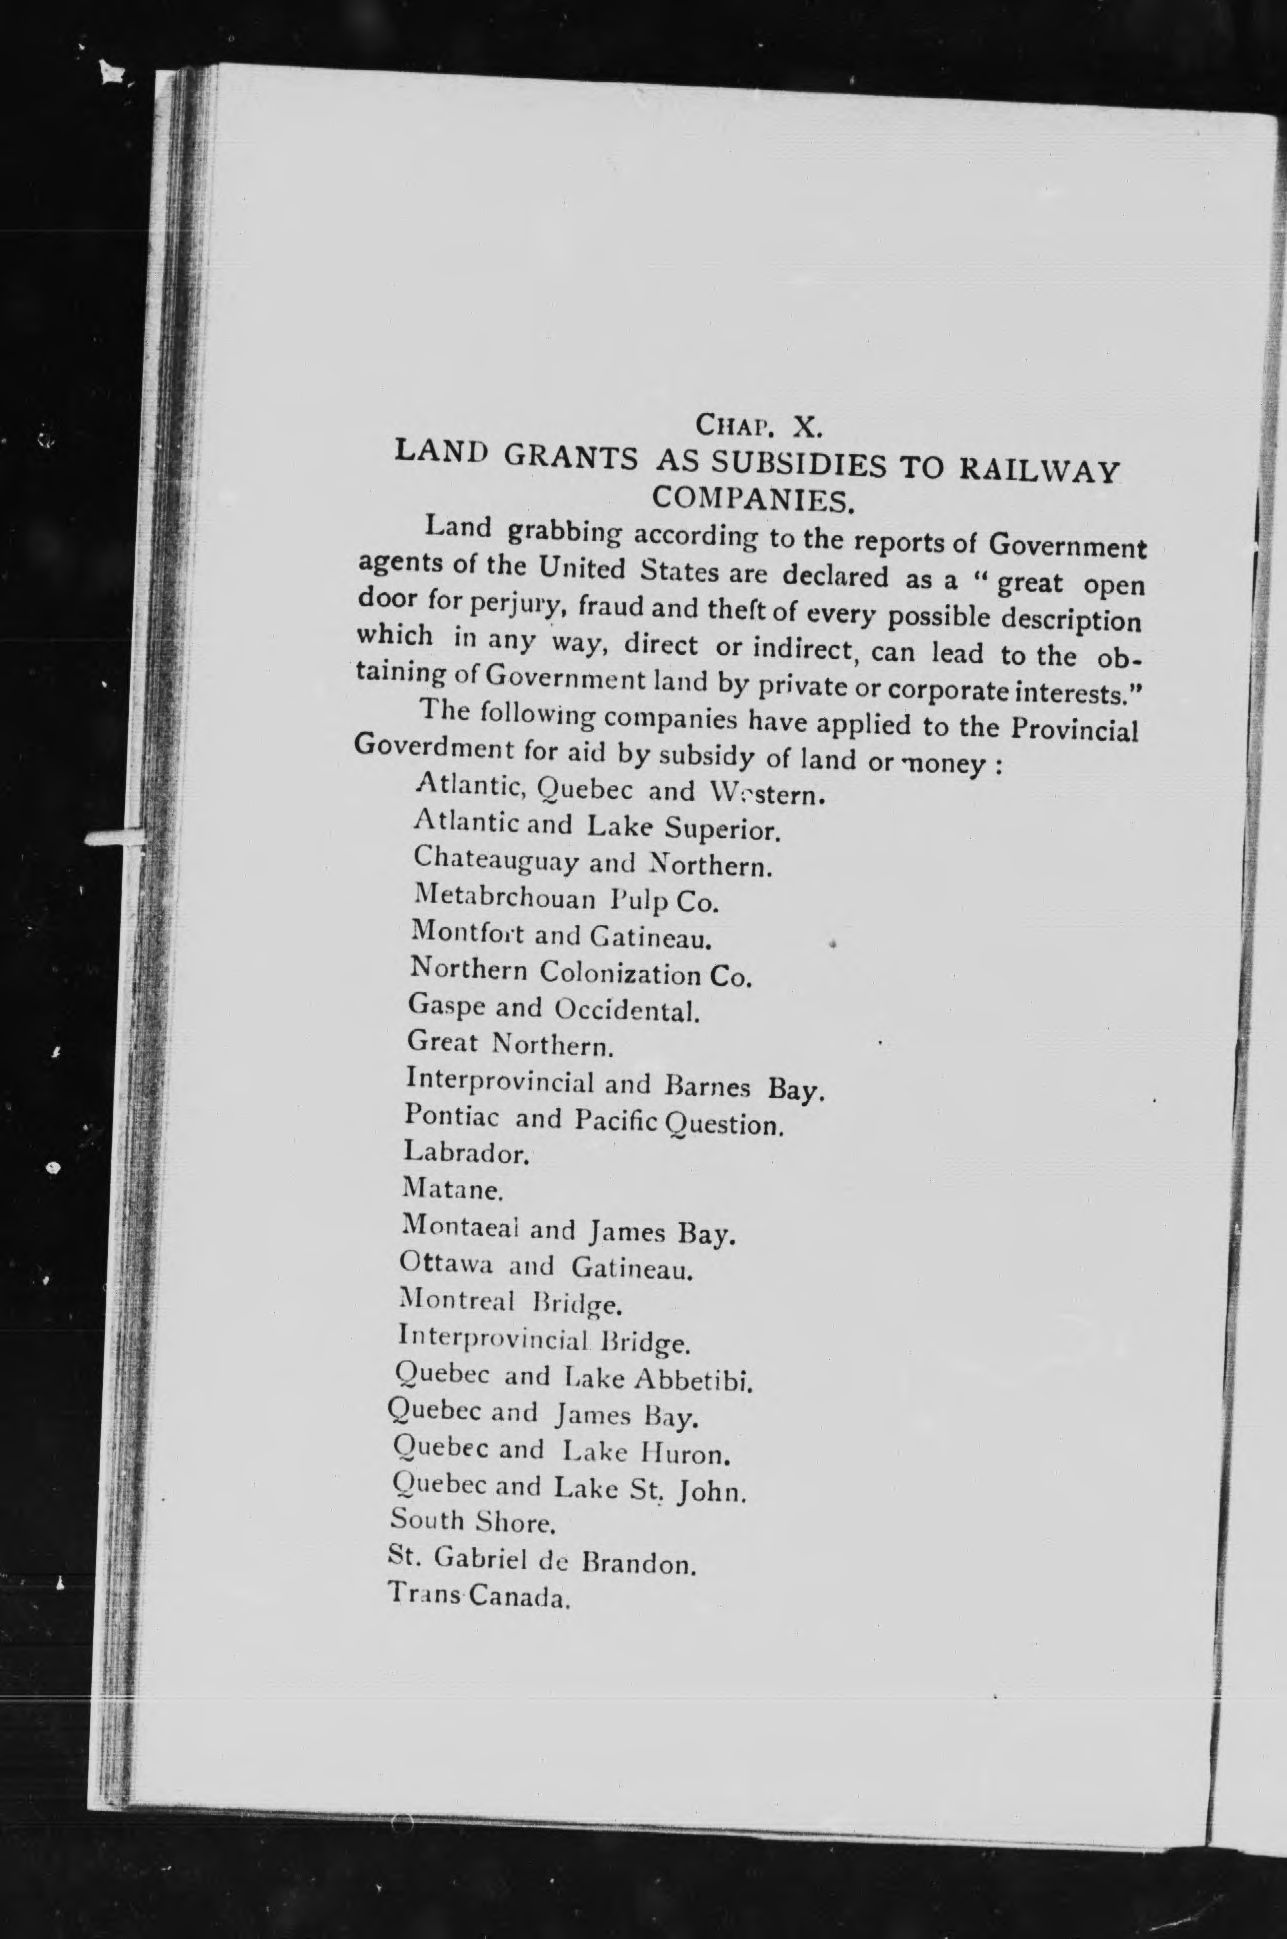 CHAP. X.
LAND GRANTS AS SUBSIDIES TO RAILWAY
COMPANIES.
Land grabbing according to the reports of Government
agents of the United States are declared as a " great open
door for perjury, fraud and theft of every possible description
which in any way, direct or indirect, can lead to the ob-
taining of Government land by private or corporate interests."
The following companies have applied to the Provincial
Goverdment for aid by subsidy of land or money :
Atlantic, Quebec and Western.
Atlantic and Lake Superior.
Chateauguay and Northern.
Metabrchouan Pulp Co.
Montfort and Gatineau.
Northern Colonization Co.
Gaspe and Occidental.
Great Northern.
Interprovincial and Barnes Bay.
Pontiac and Pacific Question.
Labrador.
Matane.
Montaeal and James Bay.
Ottawa and Gatineau.
Montreal Bridge.
Interprovincial Bridge.
Quebec and Lake Abbetibi.
Quebec and James Bay.
Quebec and Lake Huron.
Quebec and Lake St. John.
South Shore.
St. Gabriel de Brandon.
Trans Canada.